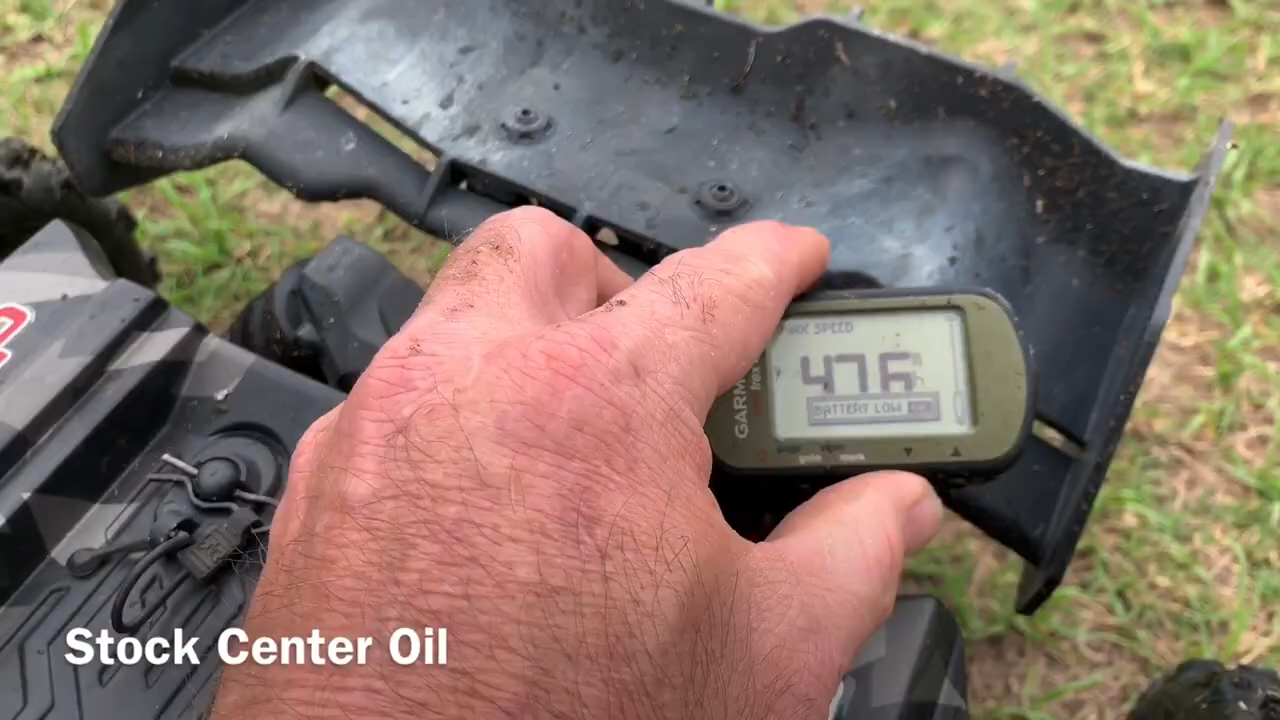 MAX SPEED
47.6
BATTERY LOW
GARMIN
Stock Center Oil